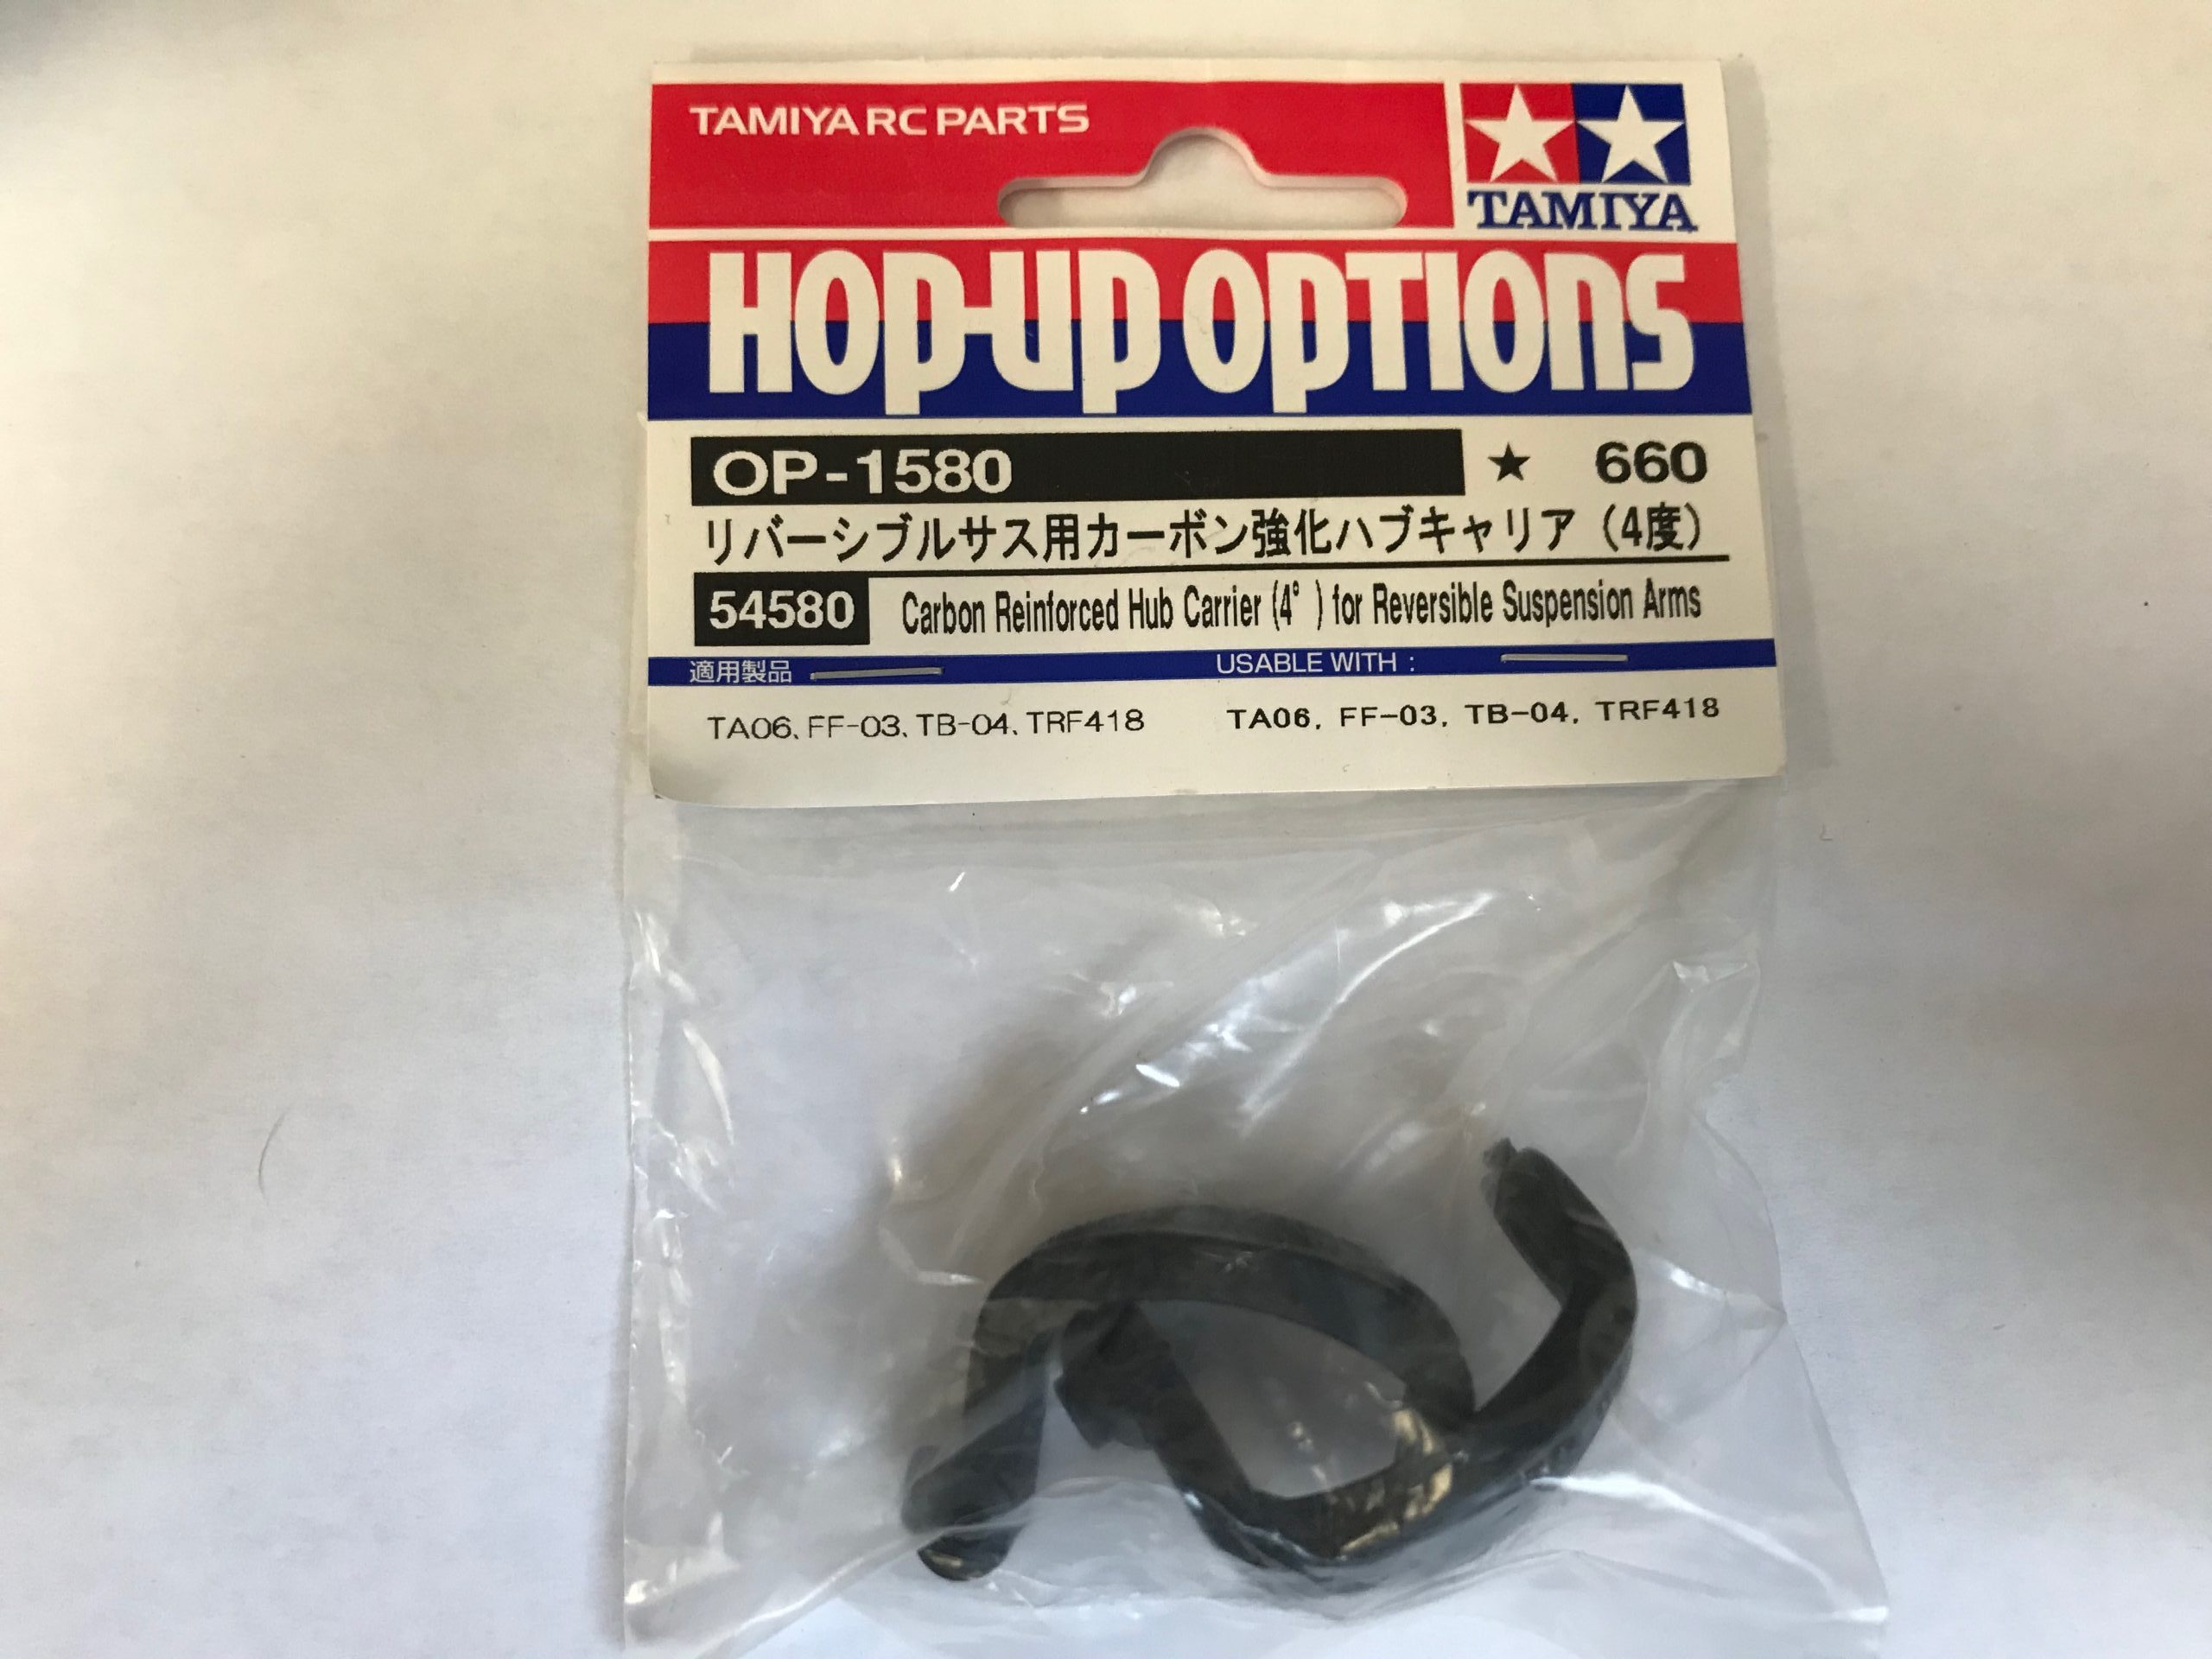 TAMIYA RC PARTS
TAMIYA
HOP-UP OPTIONS
OP-1580 ★ 660
リバーシブルサス用カーボン強化ハブキャリア（4度）
54580 Carbon Reinforced Hub Carrier (4° ) for Reversible Suspension Arms
適用製品 USABLE WITH :
TA06、FF-03、TB-04、TRF418 TA06, FF-03, TB-04, TRF418